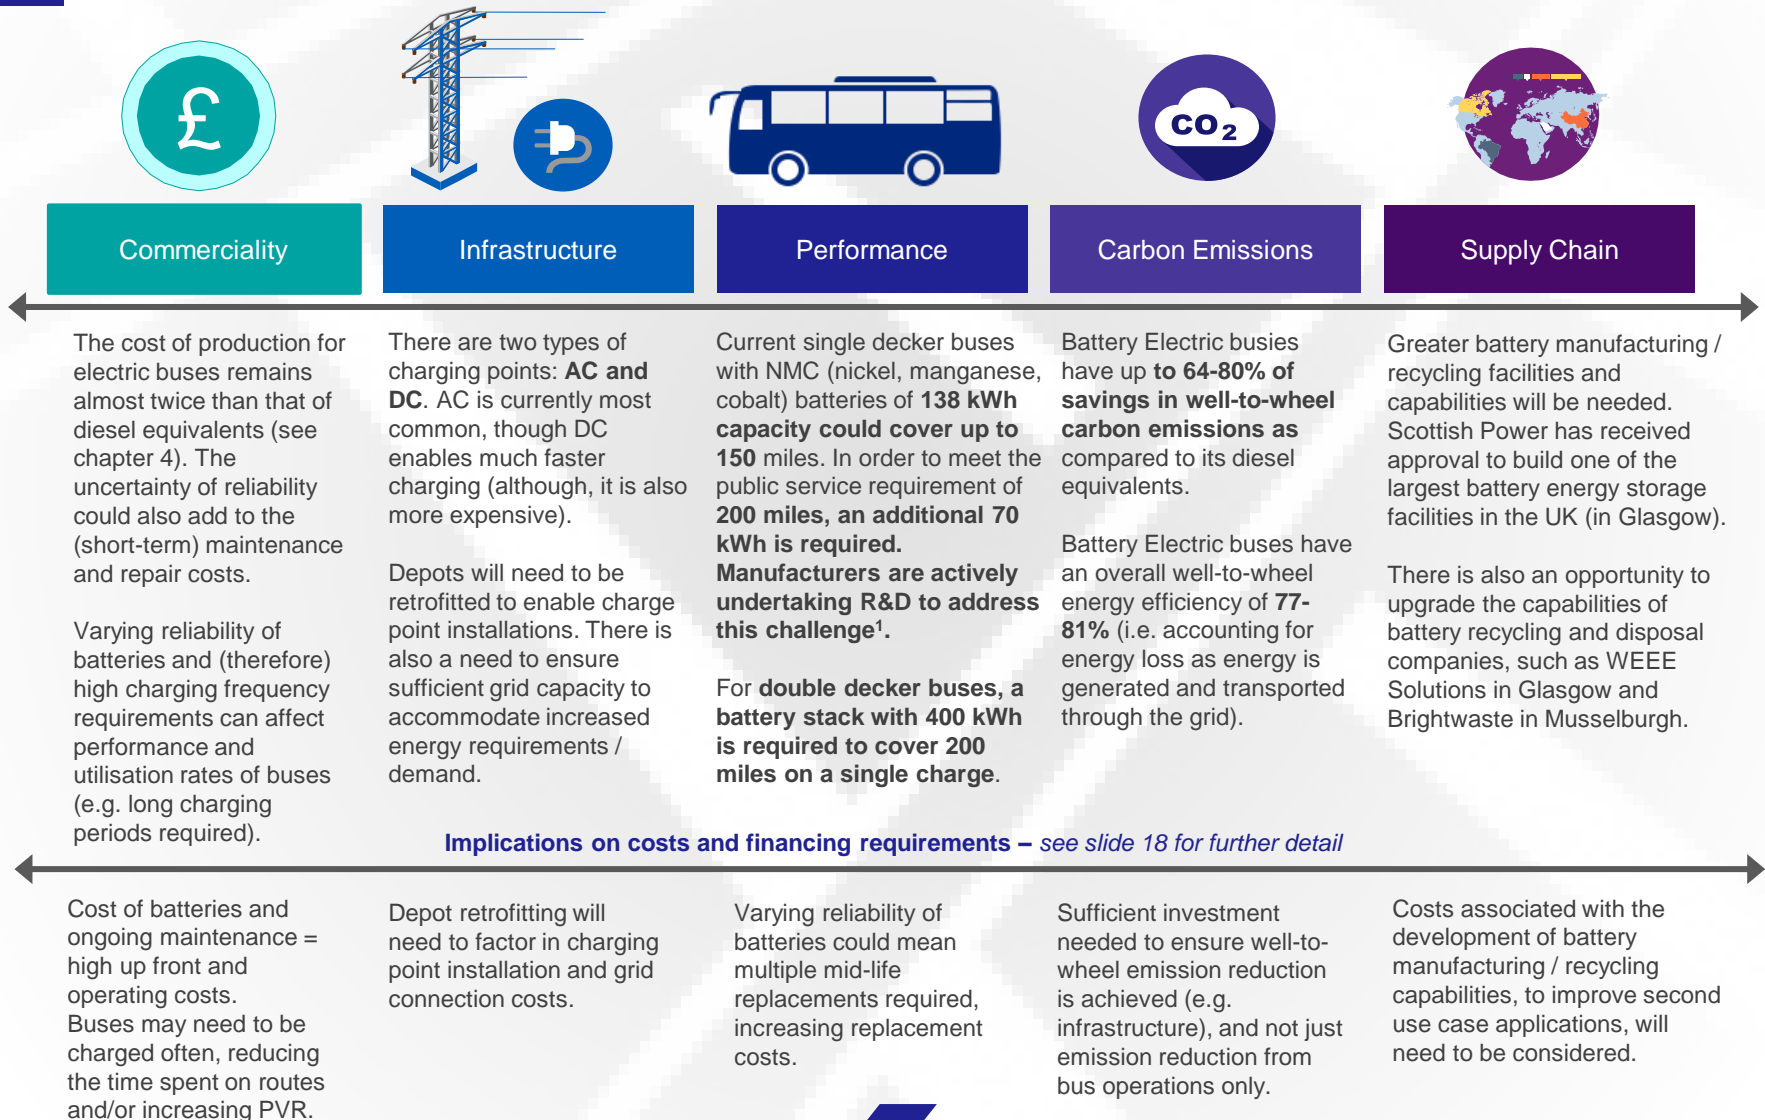 £
CO2
Commerciality
Infrastructure
Performance
Carbon Emissions
Supply Chain
The cost of production for
electric buses remains
almost twice than that of
diesel equivalents (see
chapter 4). The
uncertainty of reliability
could also add to the
(short-term) maintenance
and repair costs.
Varying reliability of
batteries and (therefore)
high charging frequency
requirements can affect
performance and
utilisation rates of buses
(e.g. long charging
periods required).
There are two types of
charging points: AC and
DC. AC is currently most
common, though DC
enables much faster
charging (although, it is also
more expensive).
Depots will need to be
retrofitted to enable charge
point installations. There is
also a need to ensure
sufficient grid capacity to
accommodate increased
energy requirements /
demand.
Current single decker buses
with NMC (nickel, manganese,
cobalt) batteries of 138 kWh
capacity could cover up to
150 miles. In order to meet the
public service requirement of
200 miles, an additional 70
kWh is required.
Manufacturers are actively
undertaking R&D to address
this challenge¹.
For double decker buses, a
battery stack with 400 kWh
is required to cover 200
miles on a single charge.
Battery Electric busies
have up to 64-80% of
savings in well-to-wheel
carbon emissions as
compared to its diesel
equivalents.
Battery Electric buses have
an overall well-to-wheel
energy efficiency of 77-
81% (i.e. accounting for
energy loss as energy is
generated and transported
through the grid).
Greater battery manufacturing /
recycling facilities and
capabilities will be needed.
Scottish Power has received
approval to build one of the
largest battery energy storage
facilities in the UK (in Glasgow).
There is also an opportunity to
upgrade the capabilities of
battery recycling and disposal
companies, such as WEEE
Solutions in Glasgow and
Brightwaste in Musselburgh.
Implications on costs and financing requirements – see slide 18 for further detail
Cost of batteries and
ongoing maintenance =
high up front and
operating costs.
Buses may need to be
charged often, reducing
the time spent on routes
and/or increasing PVR.
Depot retrofitting will
need to factor in charging
point installation and grid
connection costs.
Varying reliability of
batteries could mean
multiple mid-life
replacements required,
increasing replacement
costs.
Sufficient investment
needed to ensure well-to-
wheel emission reduction
is achieved (e.g.
infrastructure), and not just
emission reduction from
bus operations only.
Costs associated with the
development of battery
manufacturing / recycling
capabilities, to improve second
use case applications, will
need to be considered.